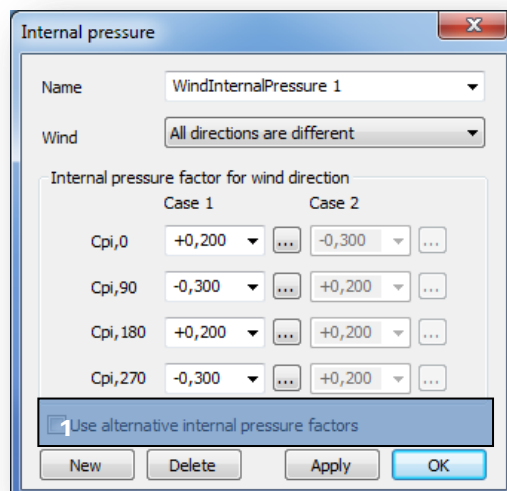 Internal pressure
Name WindInternalPressure 1
Wind All directions are different
Internal pressure factor for wind direction
Case 1 Case 2
Cpi,0 +0,200 ... -0,300 ...
Cpi,90 -0,300 ... +0,200 ...
Cpi,180 +0,200 ... +0,200 ...
Cpi,270 -0,300 ... +0,200 ...
1 Use alternative internal pressure factors
New Delete Apply OK